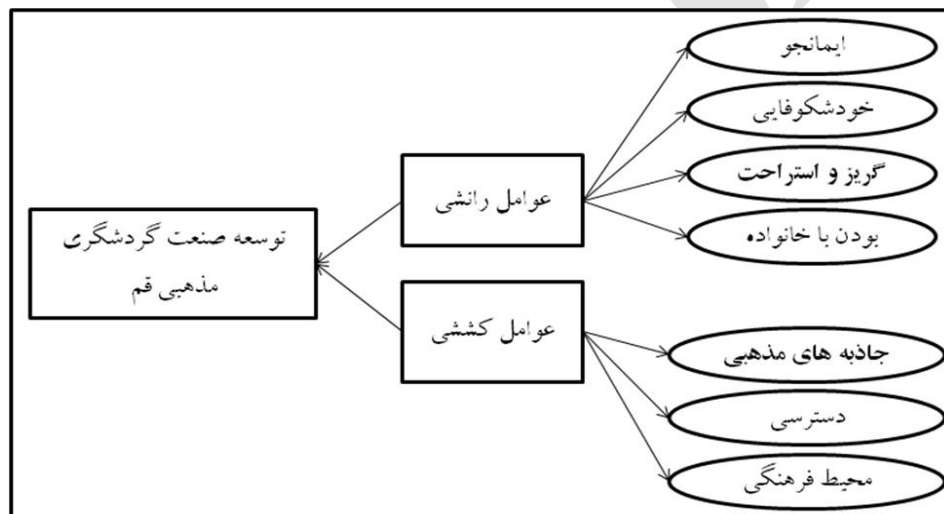 ایمانجو
خودشکوفایی
گریز و استراحت
بودن با خانواده
عوامل رانشی
توسعه صنعت گردشگری
مذهبی قم
عوامل کششی
جاذبه های مذهبی
دسترسی
محیط فرهنگی